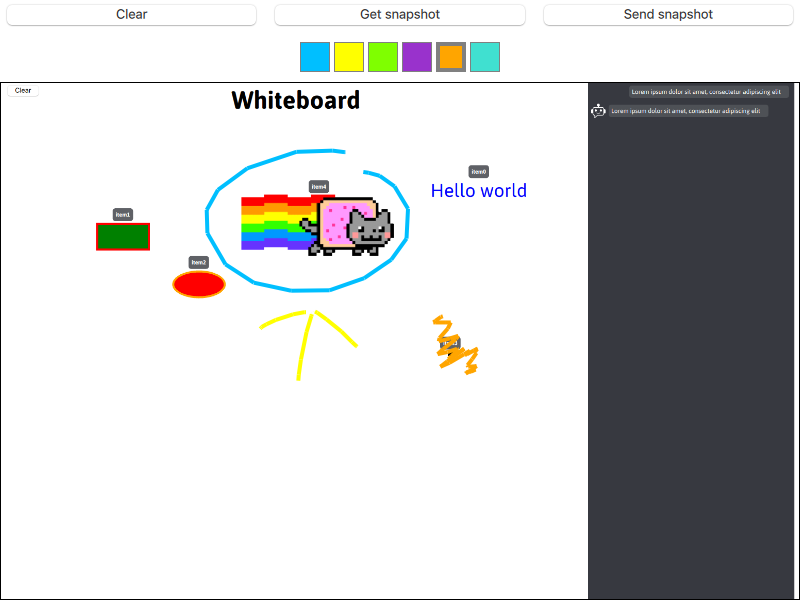 Clear
Get snapshot
Send snapshot
Clear
Whiteboard
Lorem ipsum dolor sit amet, consectetur adipiscing elit
Lorem ipsum dolor sit amet, consectetur adipiscing elit
item4
item0
Hello world
item1
item2